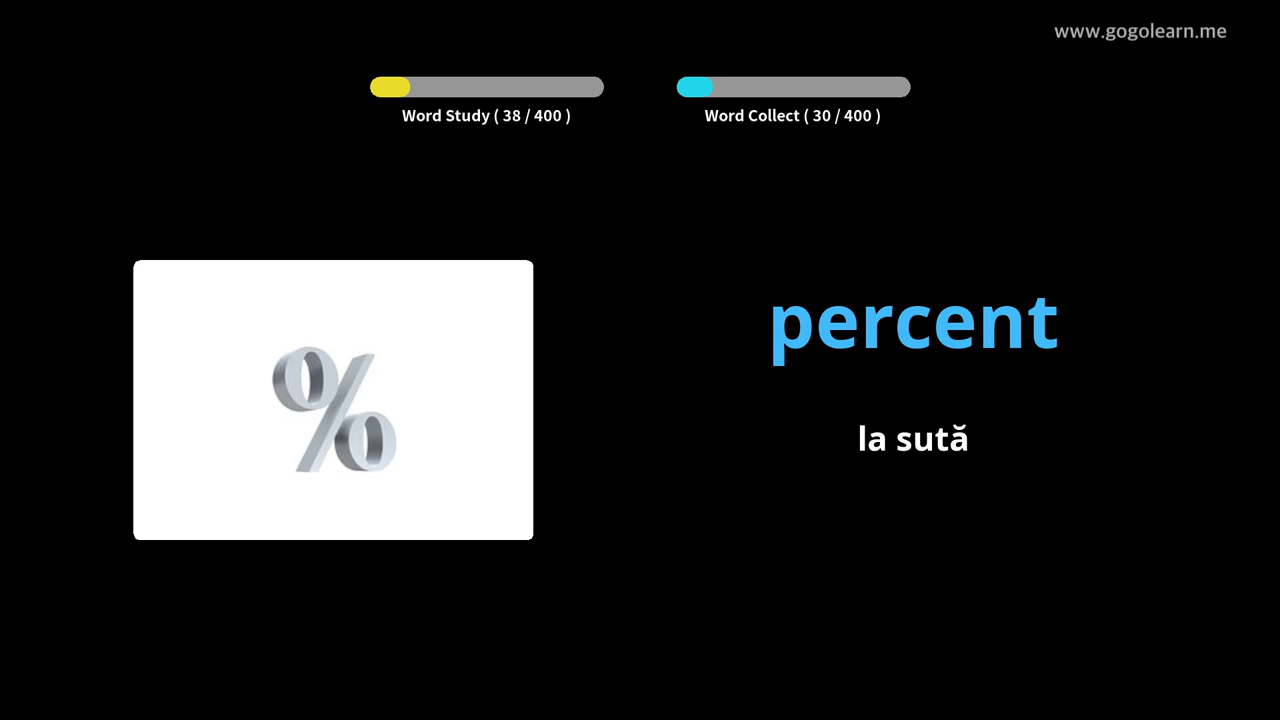 www.gogolearn.me
Word Study ( 38 / 400 )
Word Collect ( 30 / 400 )
%
percent
la sută